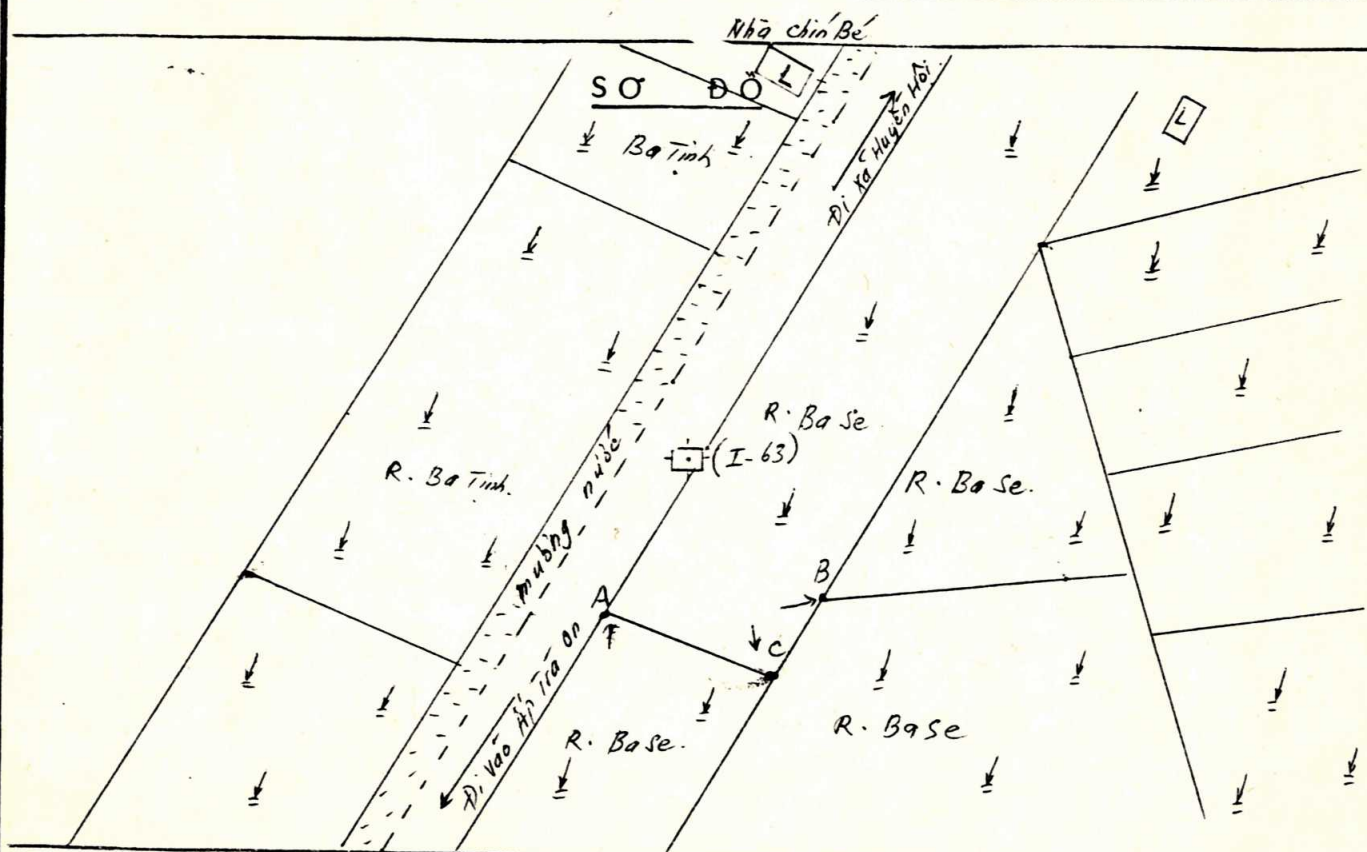 Nhà chín Bé
L
SƠ ĐỒ
L
Ba Tịnh
Đi xã Huyền Hội
R. Ba Se
(I-63)
R. Ba Tịnh.
R. Ba Se.
mương nước
B
A
C
Đi vào Ấp Trà On
R. Ba Se.
R. Ba Se